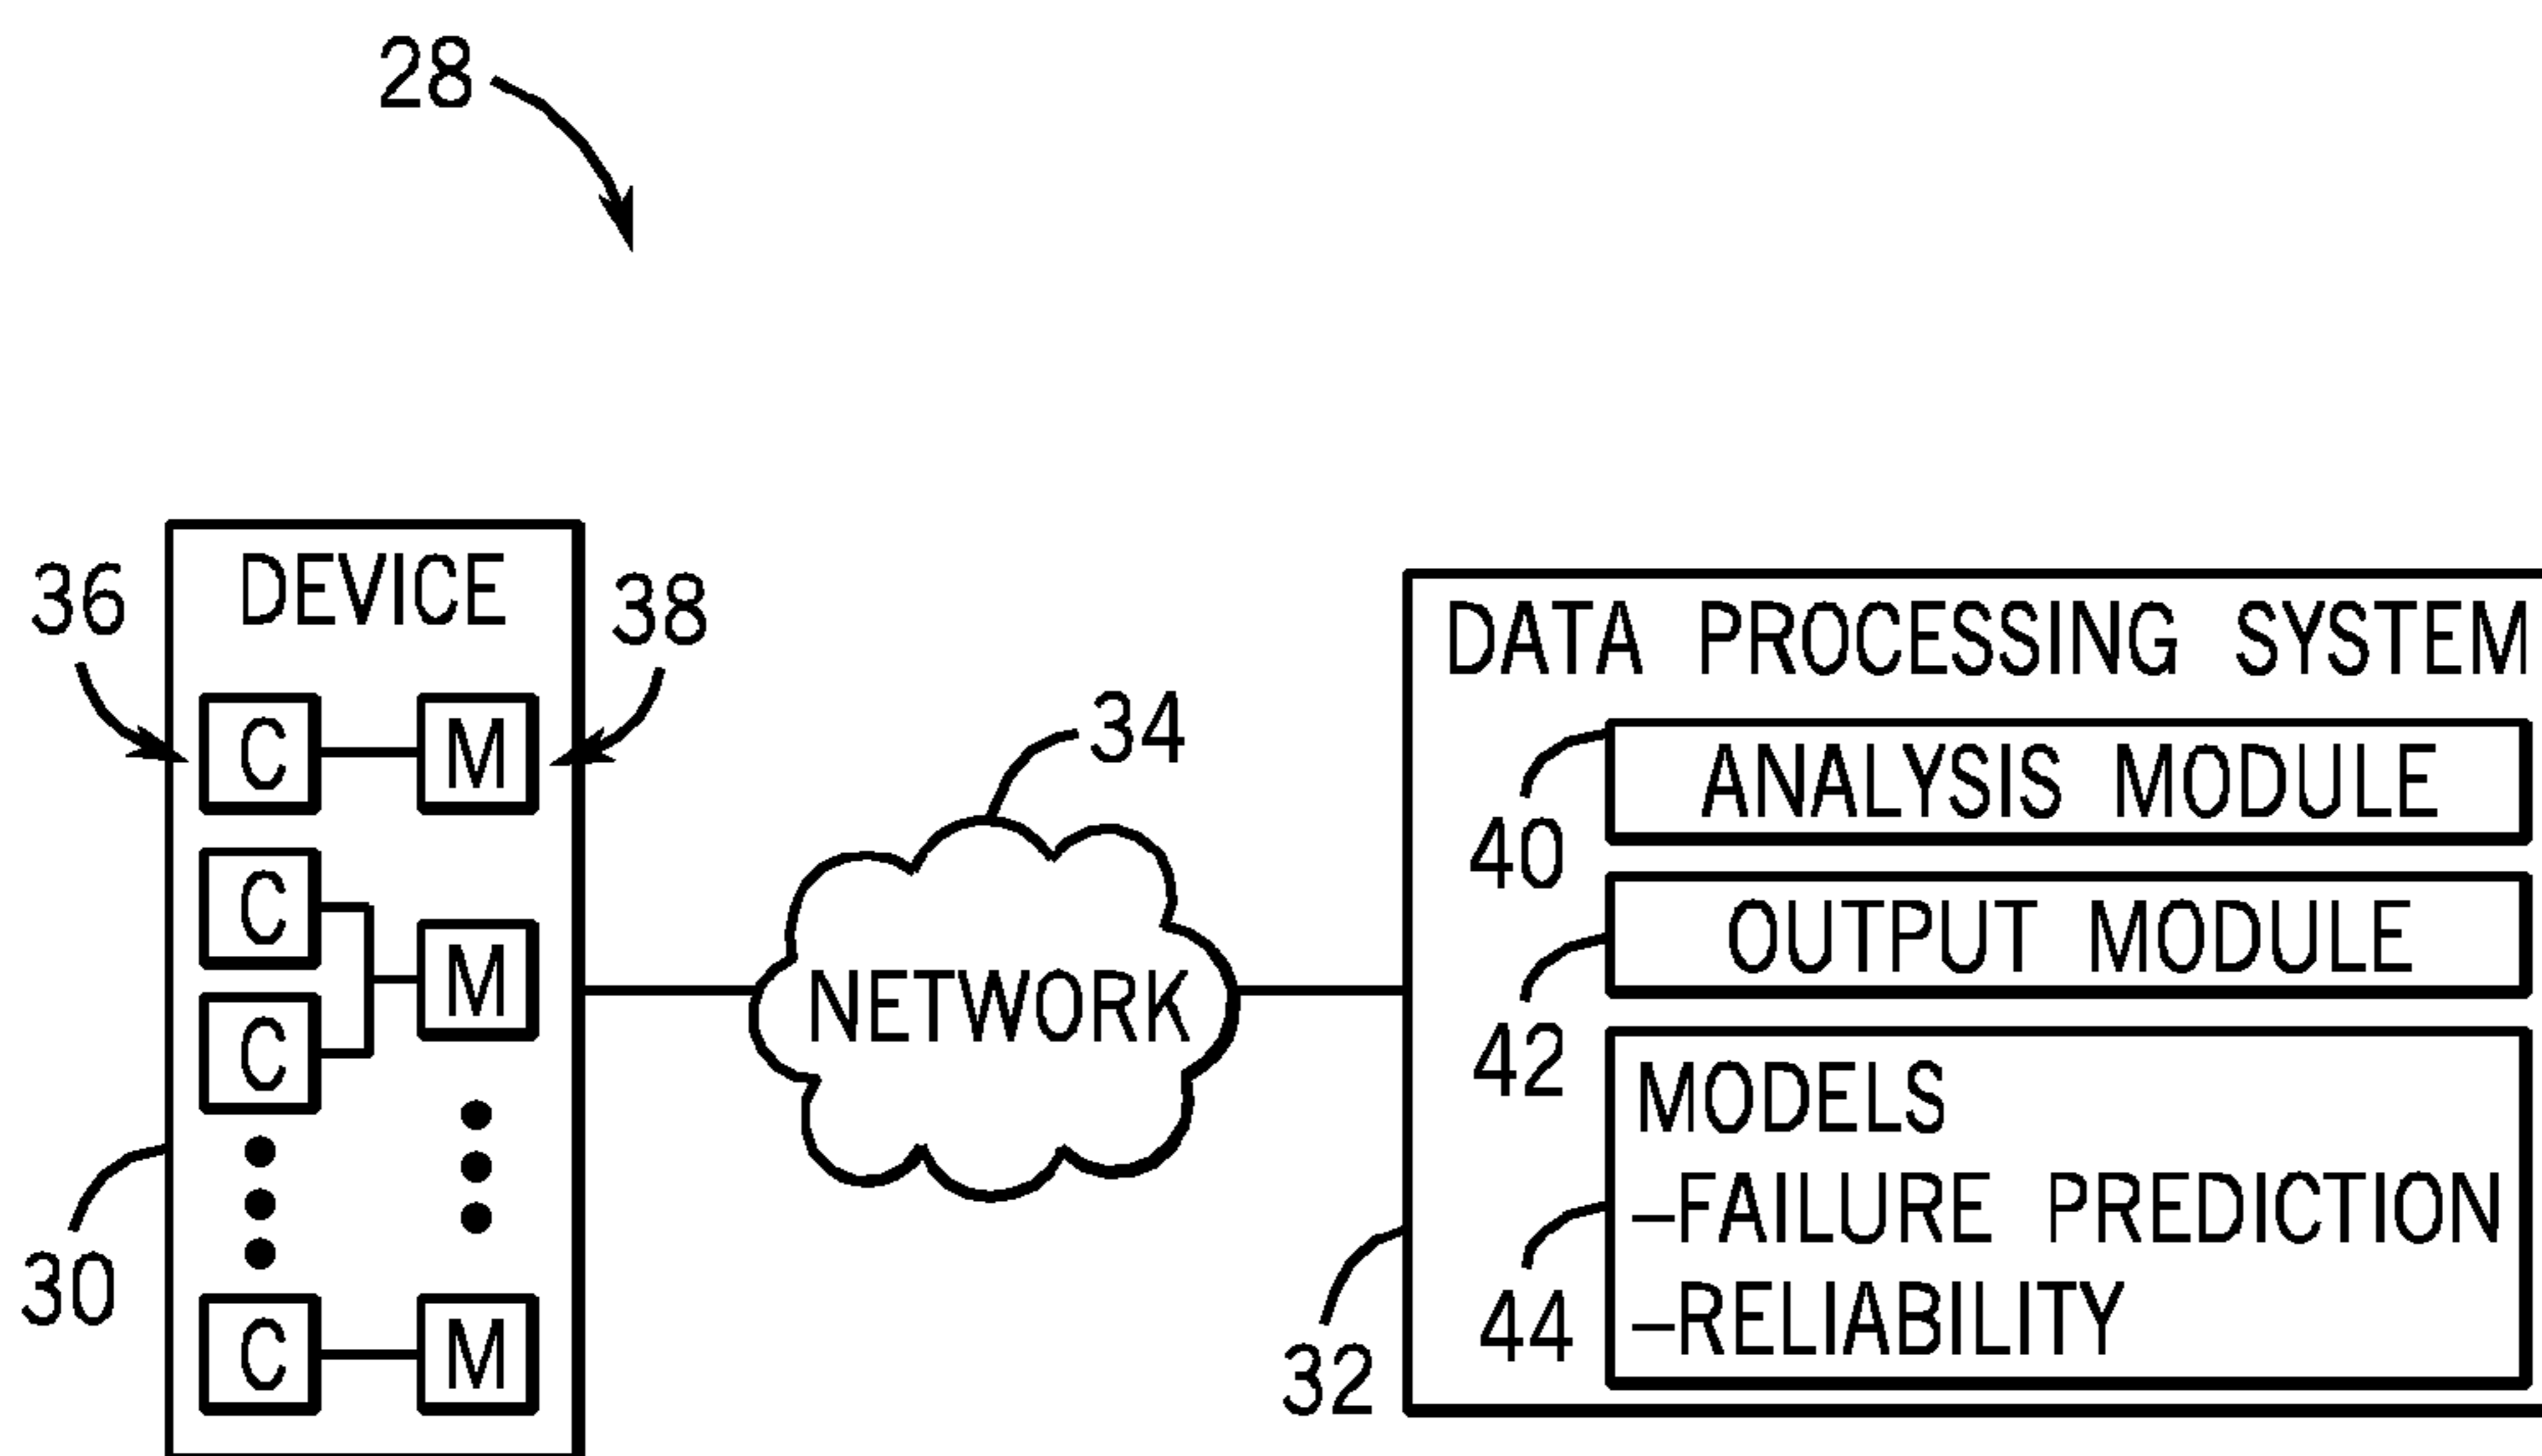 28
DEVICE
36
38
C
M
C
M
C
C
M
30
34
NETWORK
DATA PROCESSING SYSTEM
ANALYSIS MODULE
40
OUTPUT MODULE
42
MODELS
–FAILURE PREDICTION
–RELIABILITY
44
32